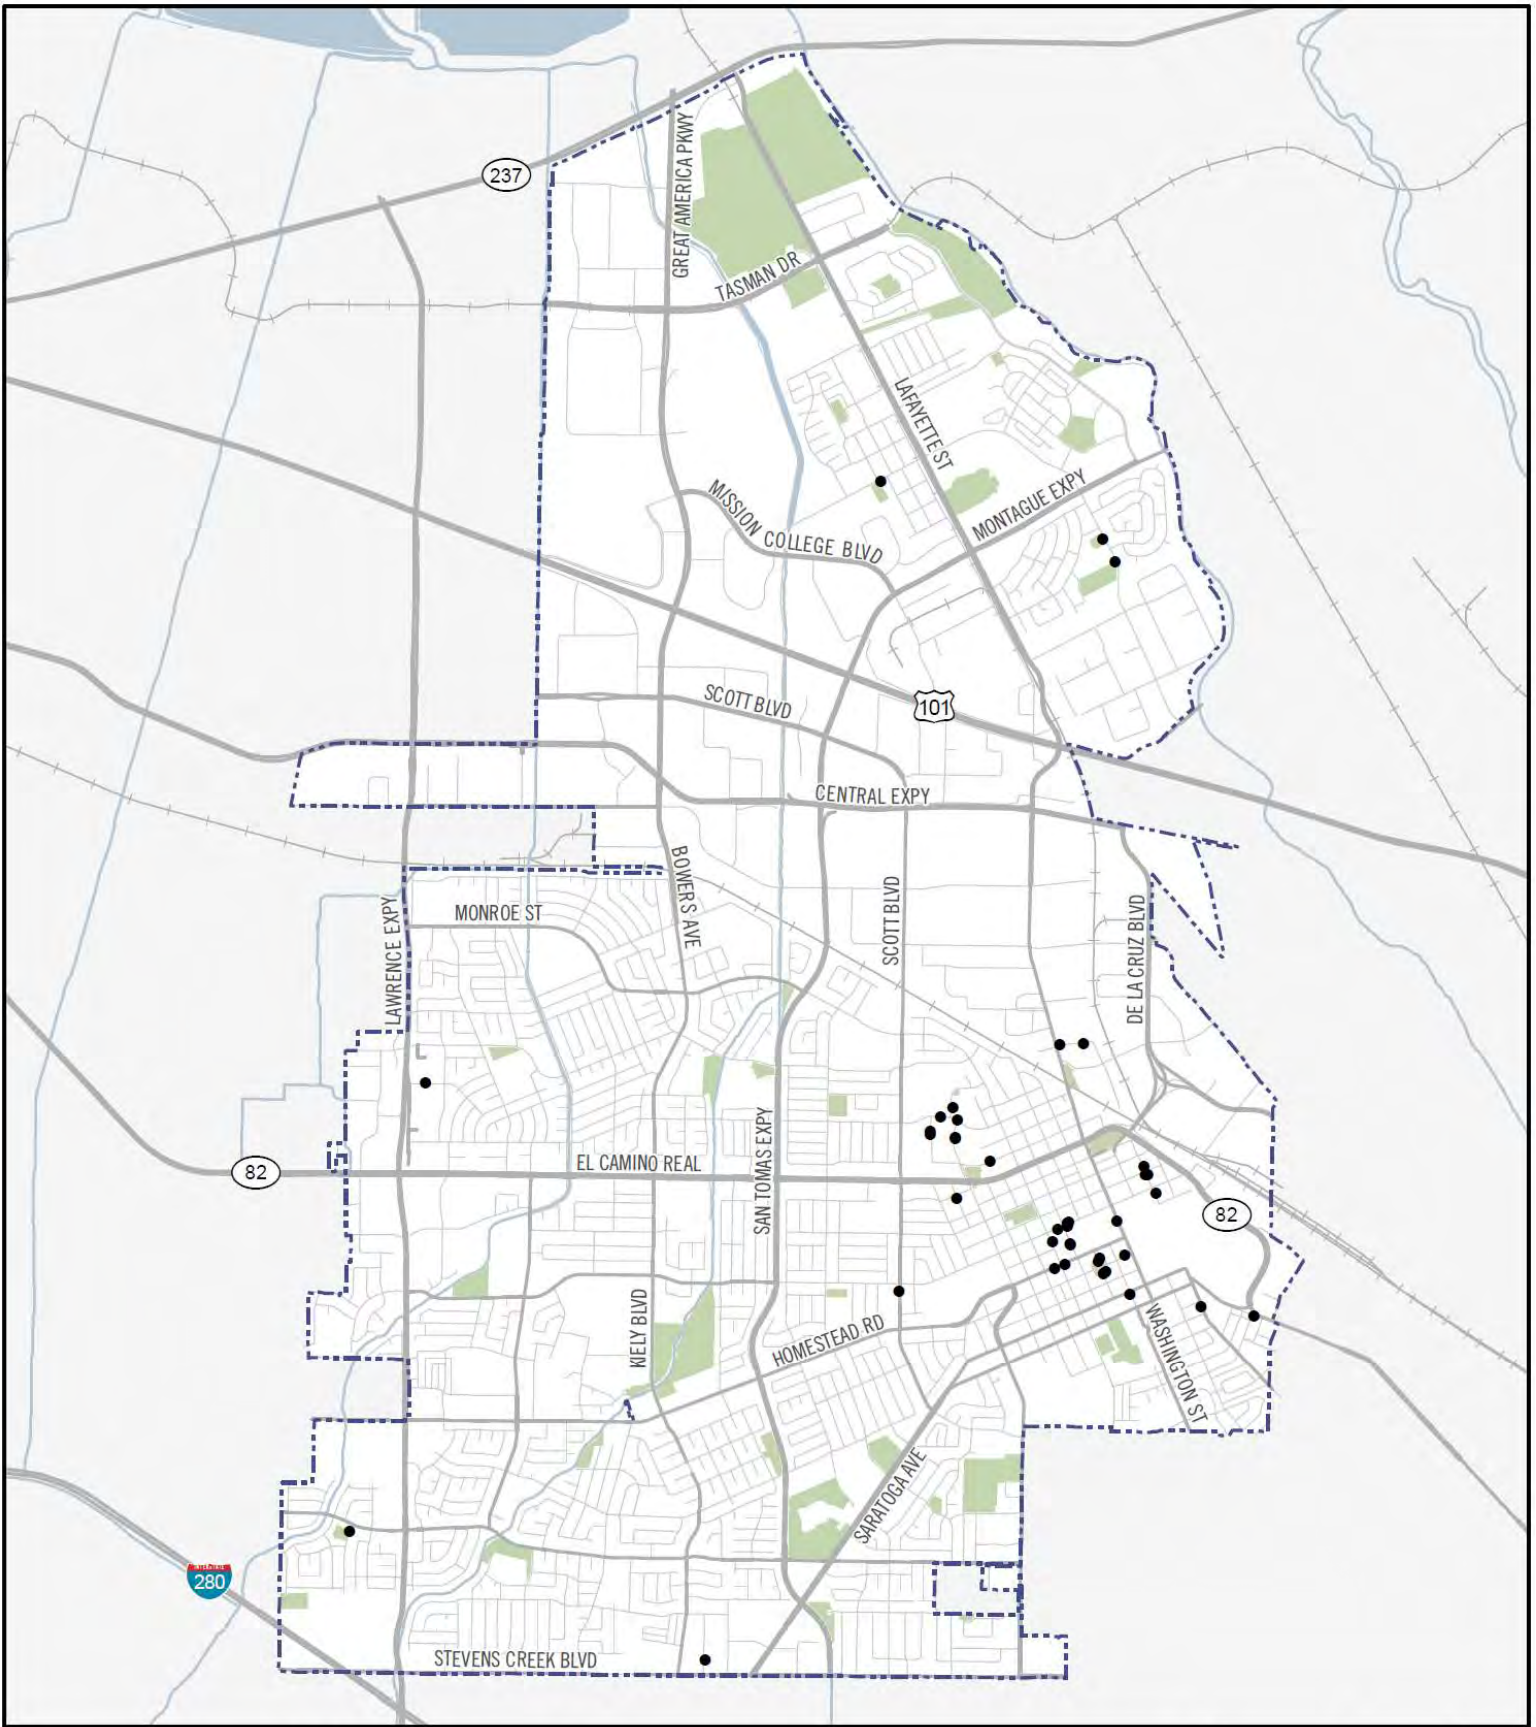 237
GREAT AMERICA PKWY
TASMAN DR
LAFAYETTE ST
MISSION COLLEGE BLVD
MONTAGUE EXPY
SCOTT BLVD
101
CENTRAL EXPY
BOWERS AVE
MONROE ST
LAWRENCE EXPY
SCOTT BLVD
DE LA CRUZ BLVD
SAN TOMAS EXPY
EL CAMINO REAL
82
82
KIELY BLVD
HOMESTEAD RD
WASHINGTON ST
SARATOGA AVE
280
STEVENS CREEK BLVD